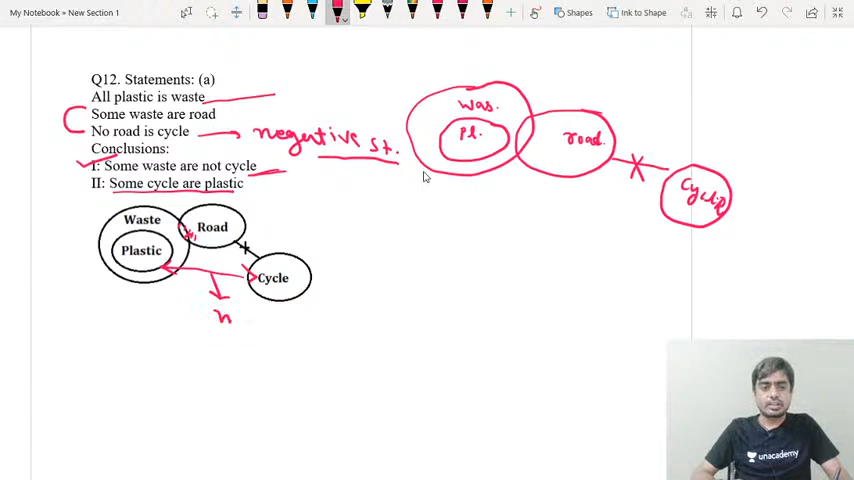 My Notebook » New Section 1
Shapes
Ink to Shape
Q12. Statements: (a)
All plastic is waste
Some waste are road
No road is cycle
Conclusions:
I: Some waste are not cycle
II: Some cycle are plastic
negertive st.
was.
Pl.
road.
Cycle
Waste
Road
Plastic
Cycle
n
unacademy